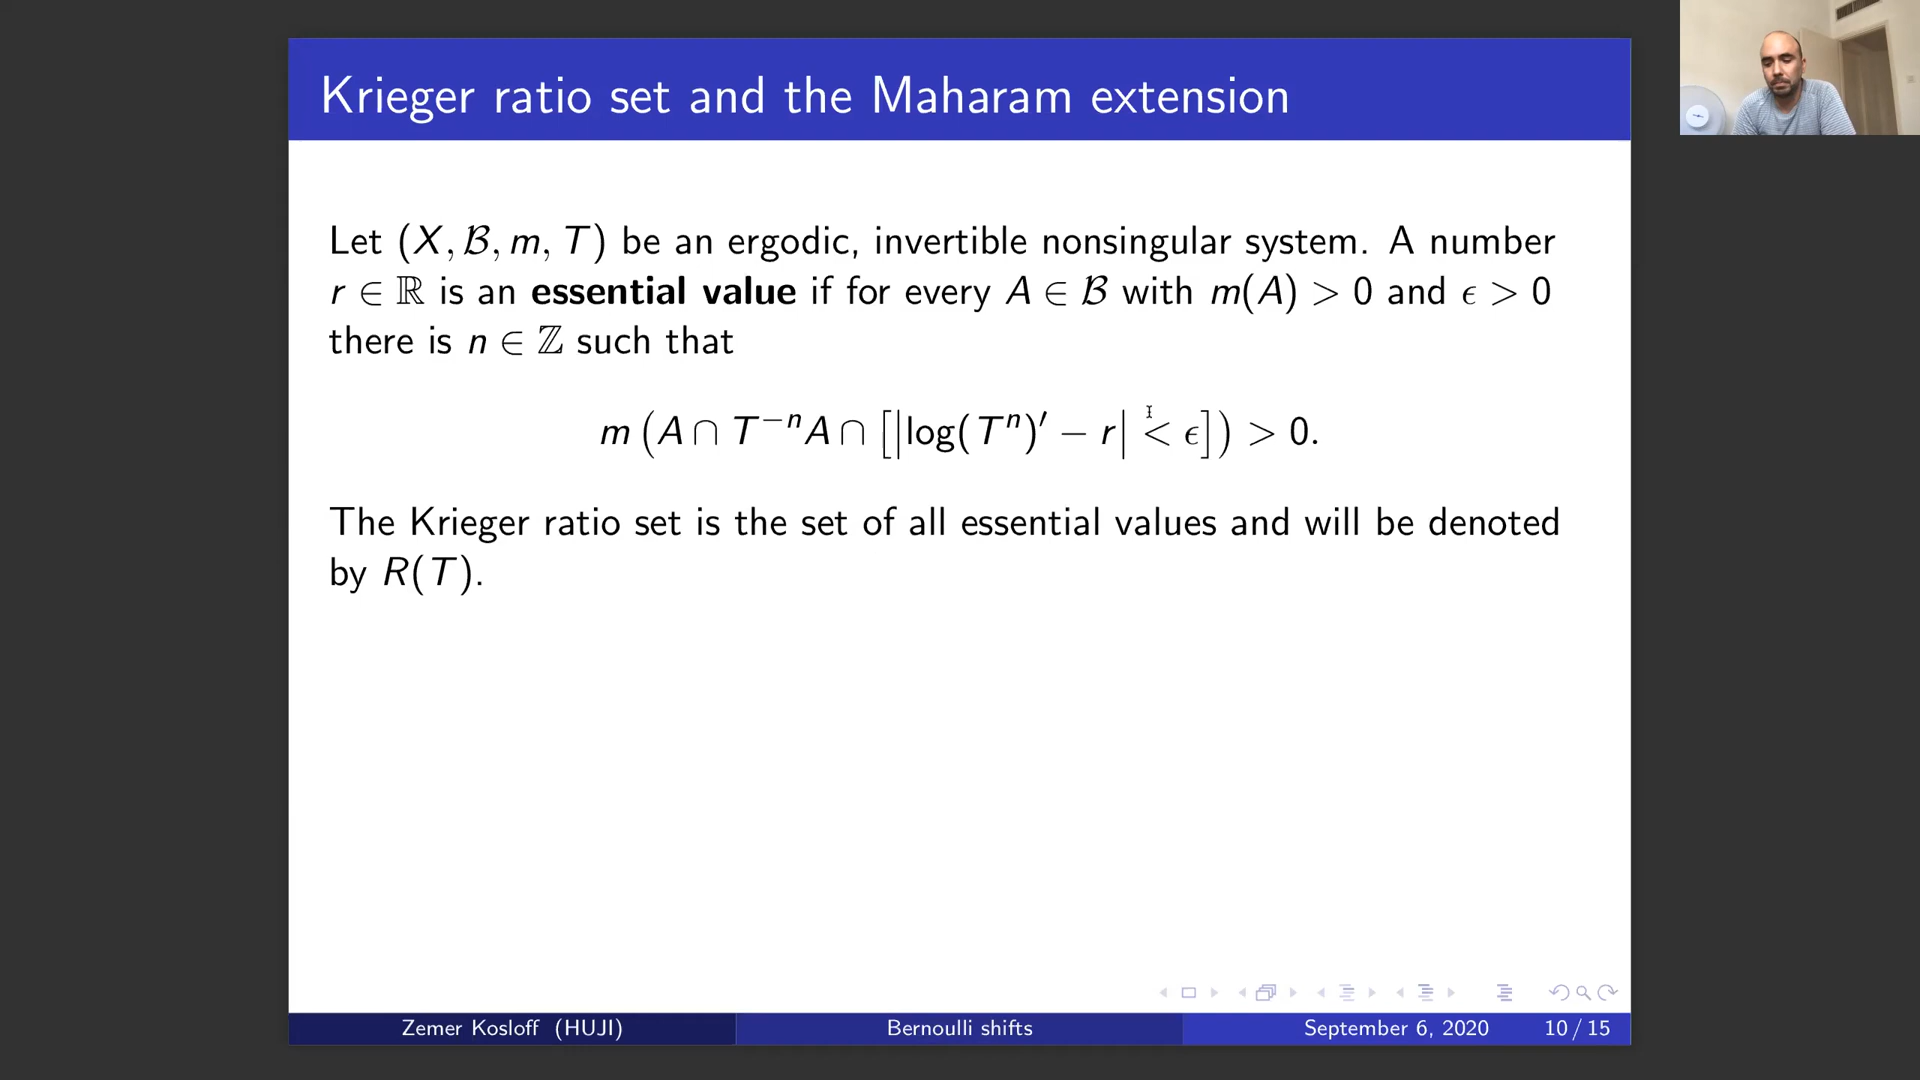 Krieger ratio set and the Maharam extension
Let (X, ℬ, m, T) be an ergodic, invertible nonsingular system. A number
r ∈ ℝ is an essential value if for every A ∈ ℬ with m(A) > 0 and ϵ > 0
there is n ∈ ℤ such that
m (A ∩ T⁻ⁿA ∩ [|log(Tⁿ)′ − r| < ϵ]) > 0.
The Krieger ratio set is the set of all essential values and will be denoted
by R(T).
Zemer Kosloff (HUJI) Bernoulli shifts September 6, 2020 10 / 15